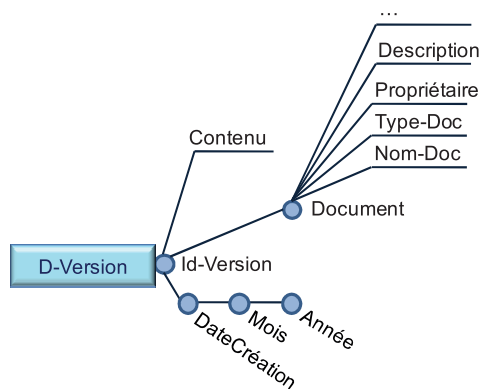 ...
Description
Propriétaire
Type-Doc
Nom-Doc
Contenu
Document
Id-Version
D-Version
DateCréation
Mois
Année